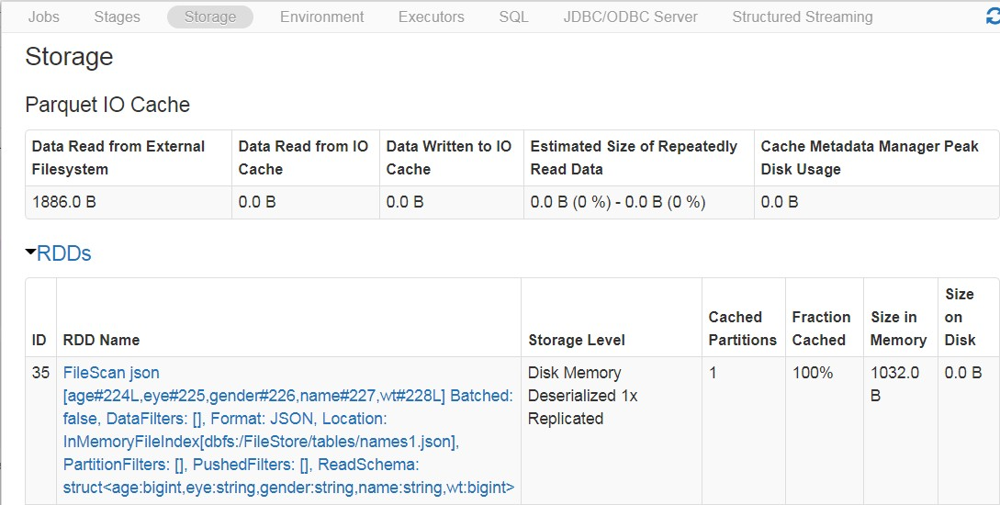 Jobs Stages Storage Environment Executors SQL JDBC/ODBC Server Structured Streaming
Storage
Parquet IO Cache
Data Read from External
Filesystem
Data Read from IO
Cache
Data Written to IO
Cache
Estimated Size of Repeatedly
Read Data
Cache Metadata Manager Peak
Disk Usage
1886.0 B 0.0 B 0.0 B 0.0 B (0 %) - 0.0 B (0 %) 0.0 B
RDDs
ID
RDD Name
Storage Level
Cached
Partitions
Fraction
Cached
Size in
Memory
Size
on
Disk
35
FileScan json
[age#224L,eye#225,gender#226,name#227,wt#228L] Batched:
false, DataFilters: [], Format: JSON, Location:
InMemoryFileIndex[dbfs:/FileStore/tables/names1.json],
PartitionFilters: [], PushedFilters: [], ReadSchema:
struct<age:bigint,eye:string,gender:string,name:string,wt:bigint>
Disk Memory
Deserialized 1x
Replicated
1
100%
1032.0
B
0.0 B